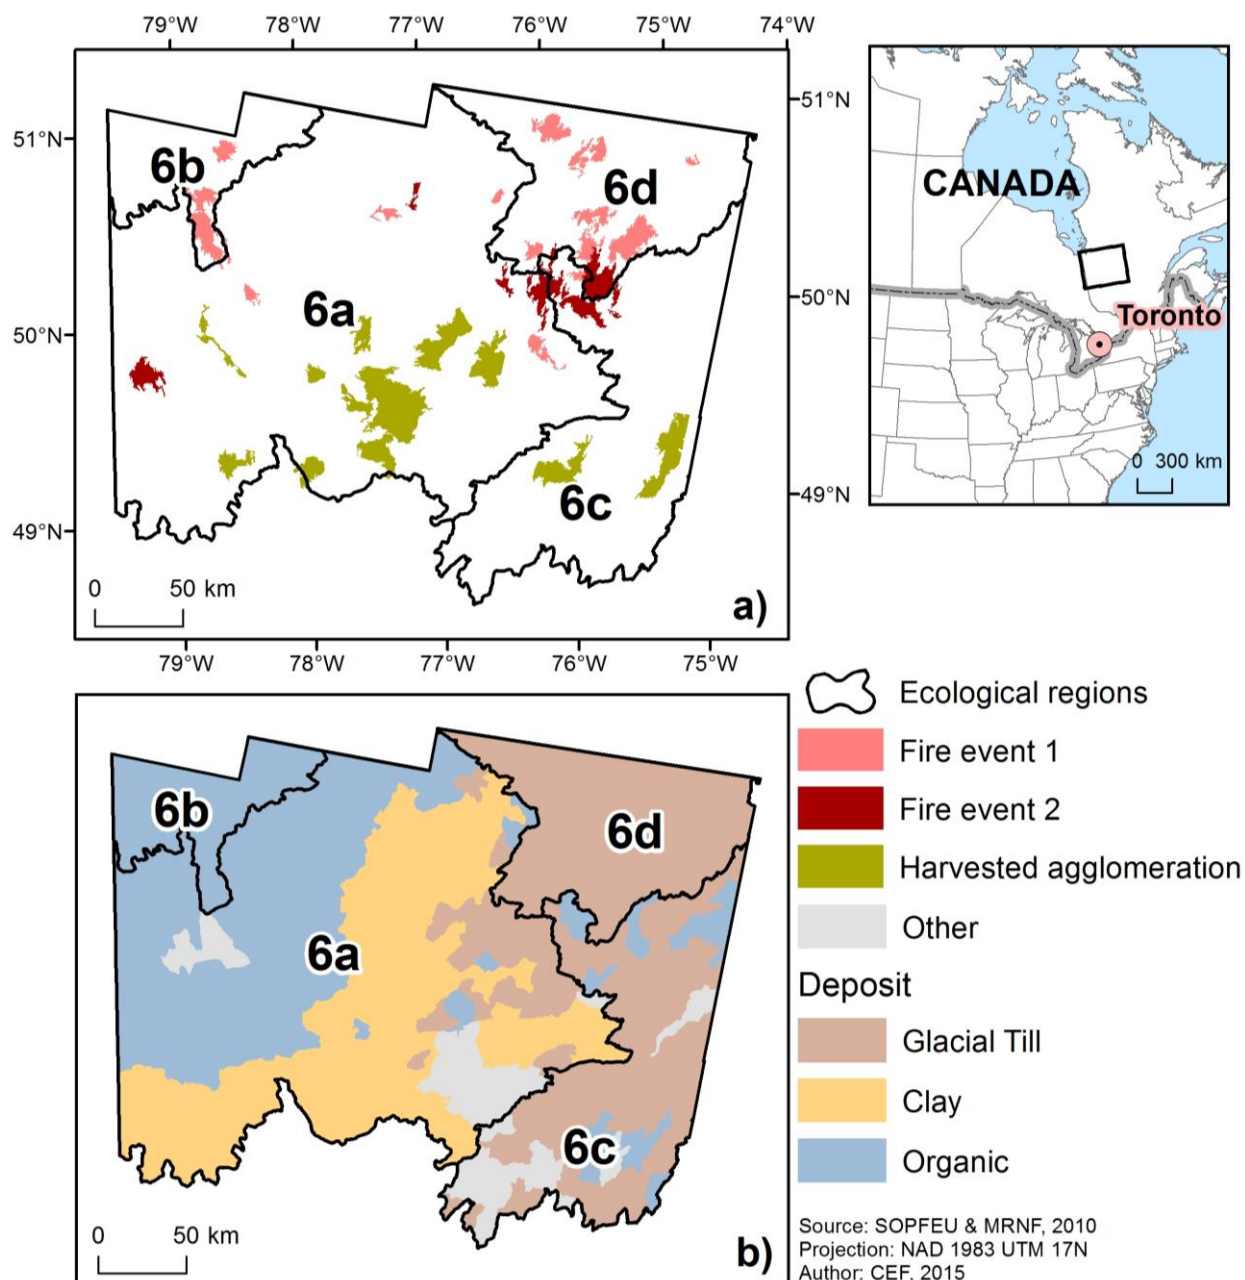 79°W 78°W 77°W 76°W 75°W 74°W
51°N
50°N
49°N
51°N
50°N
49°N
6b
6d
6a
6c
0 50 km
a)
CANADA
Toronto
0 300 km
79°W 78°W 77°W 76°W 75°W
6b
6d
6a
6c
0 50 km
b)
Ecological regions
Fire event 1
Fire event 2
Harvested agglomeration
Other
Deposit
Glacial Till
Clay
Organic
Source: SOPFEU & MRNF, 2010
Projection: NAD 1983 UTM 17N
Author: CEF, 2015